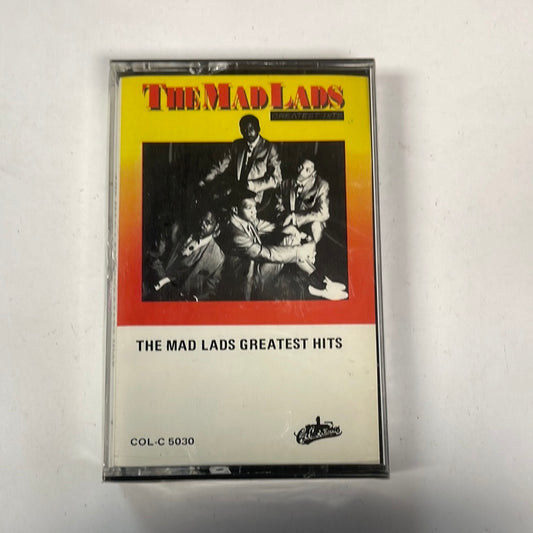 THE MAD LADS
GREATEST HITS
THE MAD LADS GREATEST HITS
COL-C 5030